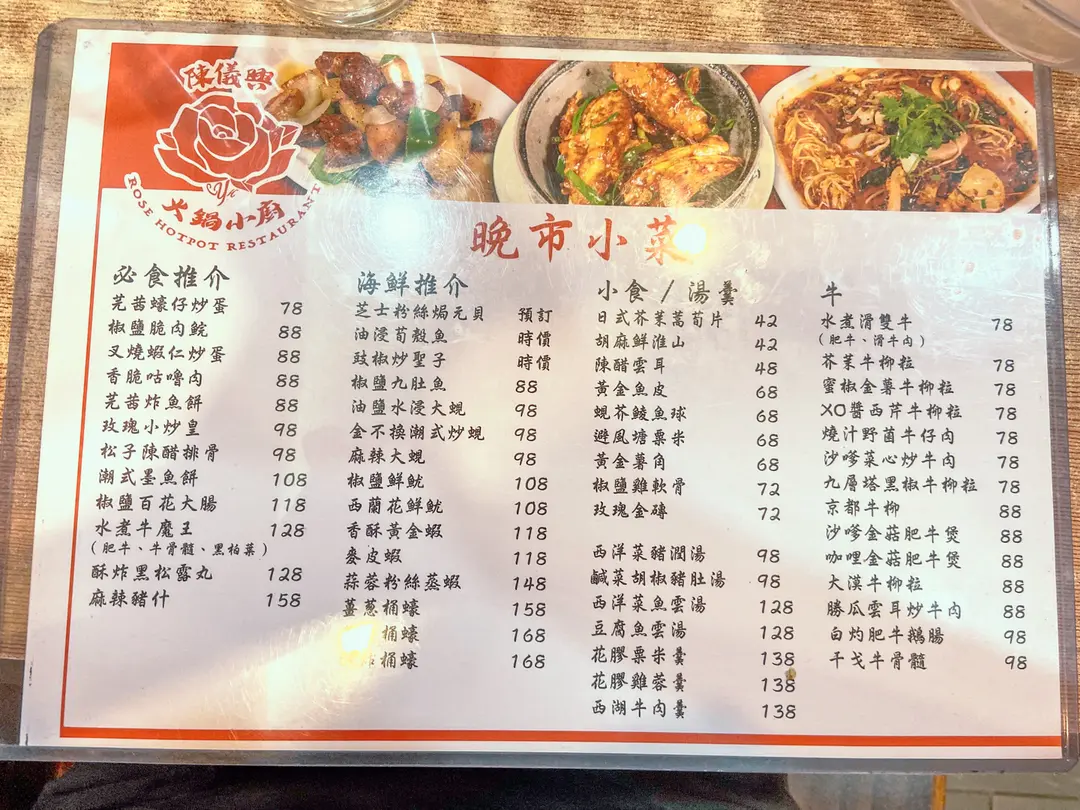 陳儀興
火鍋小廚
ROSE HOTPOT RESTAURANT
晚市小菜
必食推介
芫茜蠔仔炒蛋 78
椒鹽脆肉鯇 88
叉燒蝦仁炒蛋 88
香脆咕嚕肉 88
芫茜炸魚餅 88
玫瑰小炒皇 98
松子陳醋排骨 98
潮式墨魚餅 108
椒鹽百花大腸 118
水煮牛魔王 128
(肥牛、牛骨髓、黑柏葉)
酥炸黑松露丸 128
麻辣豬什 158
海鮮推介
芝士粉絲焗元貝 預訂
油浸荀殼魚 時價
豉椒炒聖子 時價
椒鹽九肚魚 88
油鹽水浸大蜆 98
金不換潮式炒蜆 98
麻辣大蜆 98
椒鹽鮮魷 108
西蘭花鮮魷 108
香酥黃金蝦 118
麥皮蝦 118
蒜蓉粉絲蒸蝦 148
薑蔥桶蠔 158
桶蠔 168
桶蠔 168
小食 / 湯羹
日式芥茉萵荀片 42
胡麻鮮淮山 42
陳醋雲耳 48
黃金魚皮 68
蜆芥鯪魚球 68
避風塘粟米 68
黃金薯角 68
椒鹽雞軟骨 72
玫瑰金磚 72
西洋菜豬潤湯 98
鹹菜胡椒豬肚湯 98
西洋菜魚雲湯 128
豆腐魚雲湯 128
花膠粟米羹 138
花膠雞蓉羹 138
西湖牛肉羹 138
牛
水煮滑雙牛 78
(肥牛、滑牛肉)
芥茉牛柳粒 78
蜜椒金薯牛柳粒 78
XO醬西芹牛柳粒 78
燒汁野菌牛仔肉 78
沙嗲菜心炒牛肉 78
九層塔黑椒牛柳粒 78
京都牛柳 88
沙嗲金菇肥牛煲 88
咖哩金菇肥牛煲 88
大漠牛柳粒 88
勝瓜雲耳炒牛肉 88
白灼肥牛鵝腸 98
干戈牛骨髓 98